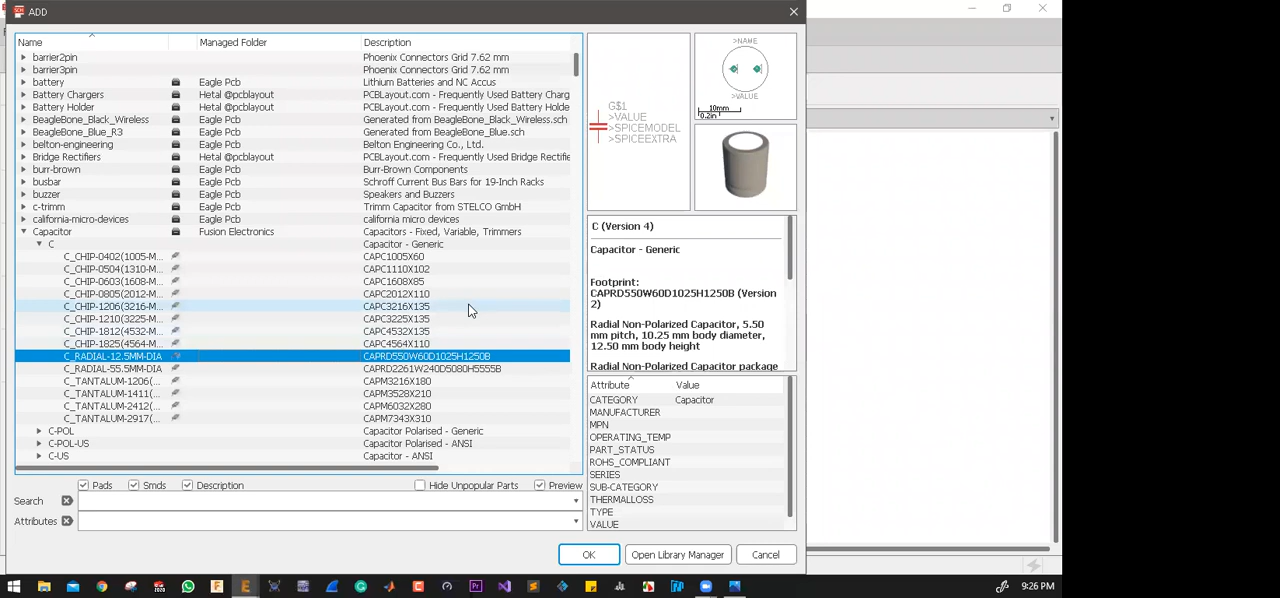 ADD
Name Managed Folder Description
barrier2pin Phoenix Connectors Grid 7.62 mm
barrier3pin Phoenix Connectors Grid 7.62 mm
Battery Eagle Pcb Lithium Batteries and NC Accus
Battery Chargers Hetal @pcblayout PCBLayout.com - Frequently Used Battery Charg
Battery Holder Hetal @pcblayout PCBLayout.com - Frequently Used Battery Holde
BeagleBone_Black_Wireless Eagle Pcb Generated from BeagleBone_Black_Wireless.sch
BeagleBone_Blue_R3 Eagle Pcb Generated from BeagleBone_Blue.sch
belton-engineering Eagle Pcb Belton Engineering Co., Ltd.
Bridge Rectifiers Hetal @pcblayout PCBLayout.com - Frequently Used Bridge Rectifie
burr-brown Eagle Pcb Burr-Brown Components
busbar Eagle Pcb Schroff Current Bus Bars for 19-Inch Racks
buzzer Eagle Pcb Speakers and Buzzers
c-trimm Eagle Pcb Trimm Capacitor from STELCO GmbH
california-micro-devices Eagle Pcb california micro devices
Capacitor Fusion Electronics Capacitors - Fixed, Variable, Trimmers
C Capacitor - Generic
C_CHIP-0402(1005-M... CAPC1005X60
C_CHIP-0504(1310-M... CAPC1110X102
C_CHIP-0603(1608-M... CAPC1608X85
C_CHIP-0805(2012-M... CAPC2012X110
C_CHIP-1206(3216-M... CAPC3216X135
C_CHIP-1210(3225-M... CAPC3225X135
C_CHIP-1812(4532-M... CAPC4532X135
C_CHIP-1825(4564-M... CAPC4564X110
C_RADIAL-12.5MM-DIA CAPRD550W60D1025H1250B
C_RADIAL-55.5MM-DIA CAPRD2261W240D5080H5555B
C_TANTALUM-1206(... CAPM3216X180
C_TANTALUM-1411(... CAPM3528X210
C_TANTALUM-2412(... CAPM6032X280
C_TANTALUM-2917(... CAPM7343X310
C-POL Capacitor Polarised - Generic
C-POL-US Capacitor Polarised - ANSI
C-US Capacitor - ANSI
Pads Smds Description Hide Unpopular Parts Preview
Search
Attributes
G$1
>VALUE
>SPICEMODEL
>SPICEEXTRA
>NAME
>VALUE
10mm
0.2in
C (Version 4)
Capacitor - Generic
Footprint:
CAPRD550W60D1025H1250B (Version
2)
Radial Non-Polarized Capacitor, 5.50
mm pitch, 10.25 mm body diameter,
12.50 mm body height
Radial Non-Polarized Capacitor package
Attribute Value
CATEGORY Capacitor
MANUFACTURER
MPN
OPERATING_TEMP
PART_STATUS
ROHS_COMPLIANT
SERIES
SUB-CATEGORY
THERMALLOSS
TYPE
VALUE
OK Open Library Manager Cancel
9:26 PM